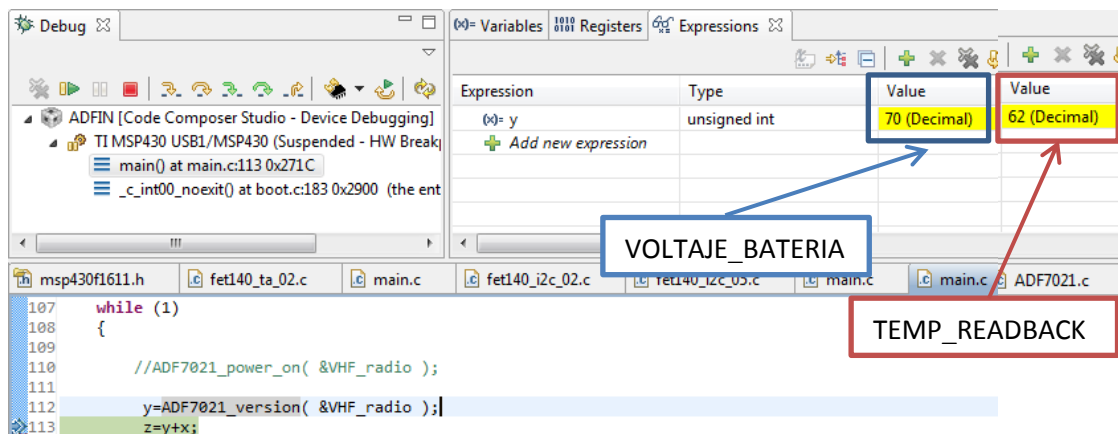 Debug
(x)= Variables
1010 0101 Registers
Expressions
Expression Type Value Value
ADFIN [Code Composer Studio - Device Debugging]
(x)= y unsigned int 70 (Decimal) 62 (Decimal)
TI MSP430 USB1/MSP430 (Suspended - HW Break
Add new expression
main() at main.c:113 0x271C
_c_int00_noexit() at boot.c:183 0x2900 (the ent
VOLTAJE_BATERIA
TEMP_READBACK
msp430f1611.h
fet140_ta_02.c
main.c
fet140_i2c_02.c
fet140_i2c_05.c
main.c
main.c
ADF7021.c
107 while (1)
108 {
109
110 //ADF7021_power_on( &VHF_radio );
111
112 y=ADF7021_version( &VHF_radio );
113 z=y+x;